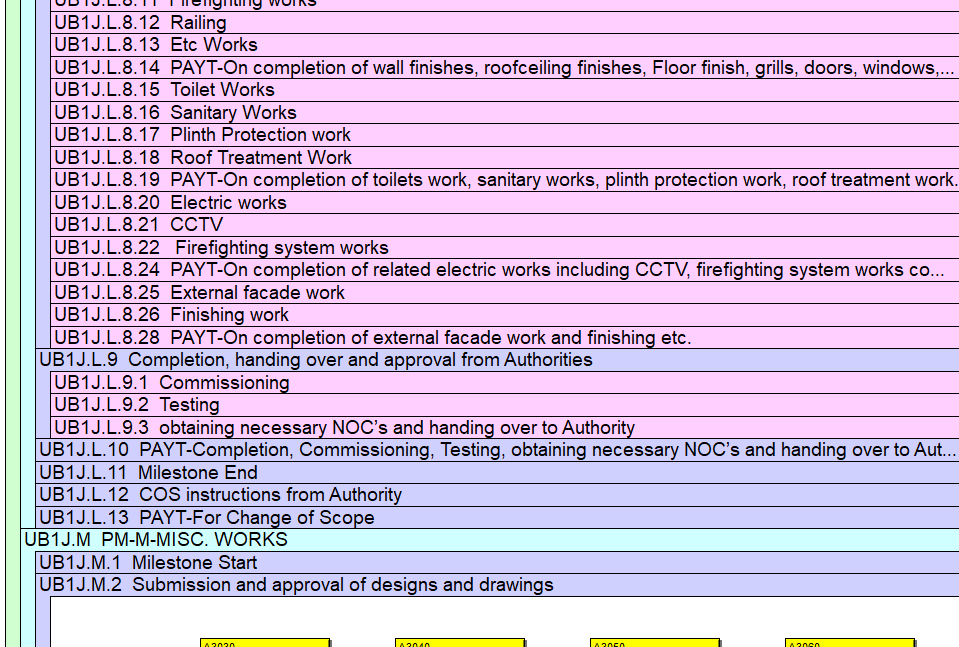 UB1J.L.8.11 Firefighting works
UB1J.L.8.12 Railing
UB1J.L.8.13 Etc Works
UB1J.L.8.14 PAYT-On completion of wall finishes, roofceiling finishes, Floor finish, grills, doors, windows,...
UB1J.L.8.15 Toilet Works
UB1J.L.8.16 Sanitary Works
UB1J.L.8.17 Plinth Protection work
UB1J.L.8.18 Roof Treatment Work
UB1J.L.8.19 PAYT-On completion of toilets work, sanitary works, plinth protection work, roof treatment work.
UB1J.L.8.20 Electric works
UB1J.L.8.21 CCTV
UB1J.L.8.22 Firefighting system works
UB1J.L.8.24 PAYT-On completion of related electric works including CCTV, firefighting system works co...
UB1J.L.8.25 External facade work
UB1J.L.8.26 Finishing work
UB1J.L.8.28 PAYT-On completion of external facade work and finishing etc.
UB1J.L.9 Completion, handing over and approval from Authorities
UB1J.L.9.1 Commissioning
UB1J.L.9.2 Testing
UB1J.L.9.3 obtaining necessary NOC’s and handing over to Authority
UB1J.L.10 PAYT-Completion, Commissioning, Testing, obtaining necessary NOC’s and handing over to Aut...
UB1J.L.11 Milestone End
UB1J.L.12 COS instructions from Authority
UB1J.L.13 PAYT-For Change of Scope
UB1J.M PM-M-MISC. WORKS
UB1J.M.1 Milestone Start
UB1J.M.2 Submission and approval of designs and drawings
A3030 A3040 A3050 A3060